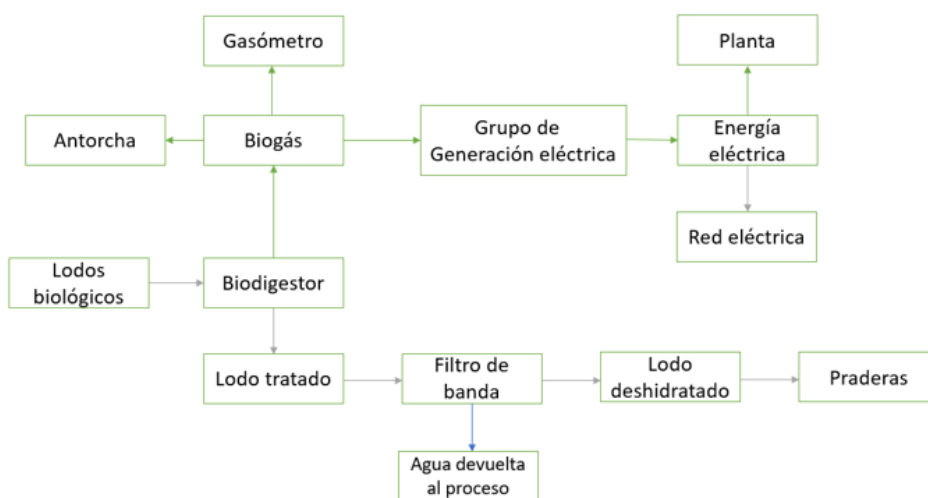 Gasómetro
Planta
Antorcha
Biogás
Grupo de
Generación eléctrica
Energía
eléctrica
Red eléctrica
Lodos
biológicos
Biodigestor
Lodo tratado
Filtro de
banda
Lodo
deshidratado
Praderas
Agua devuelta
al proceso